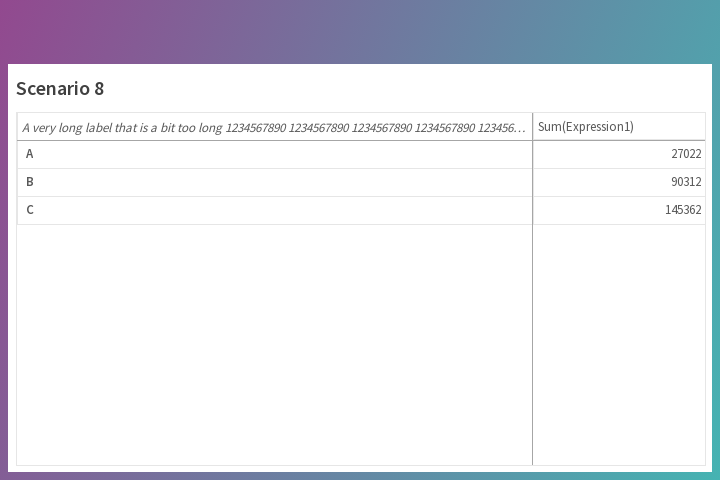 Scenario 8
A very long label that is a bit too long 1234567890 1234567890 1234567890 1234567890 123456… Sum(Expression1)
A 27022
B 90312
C 145362